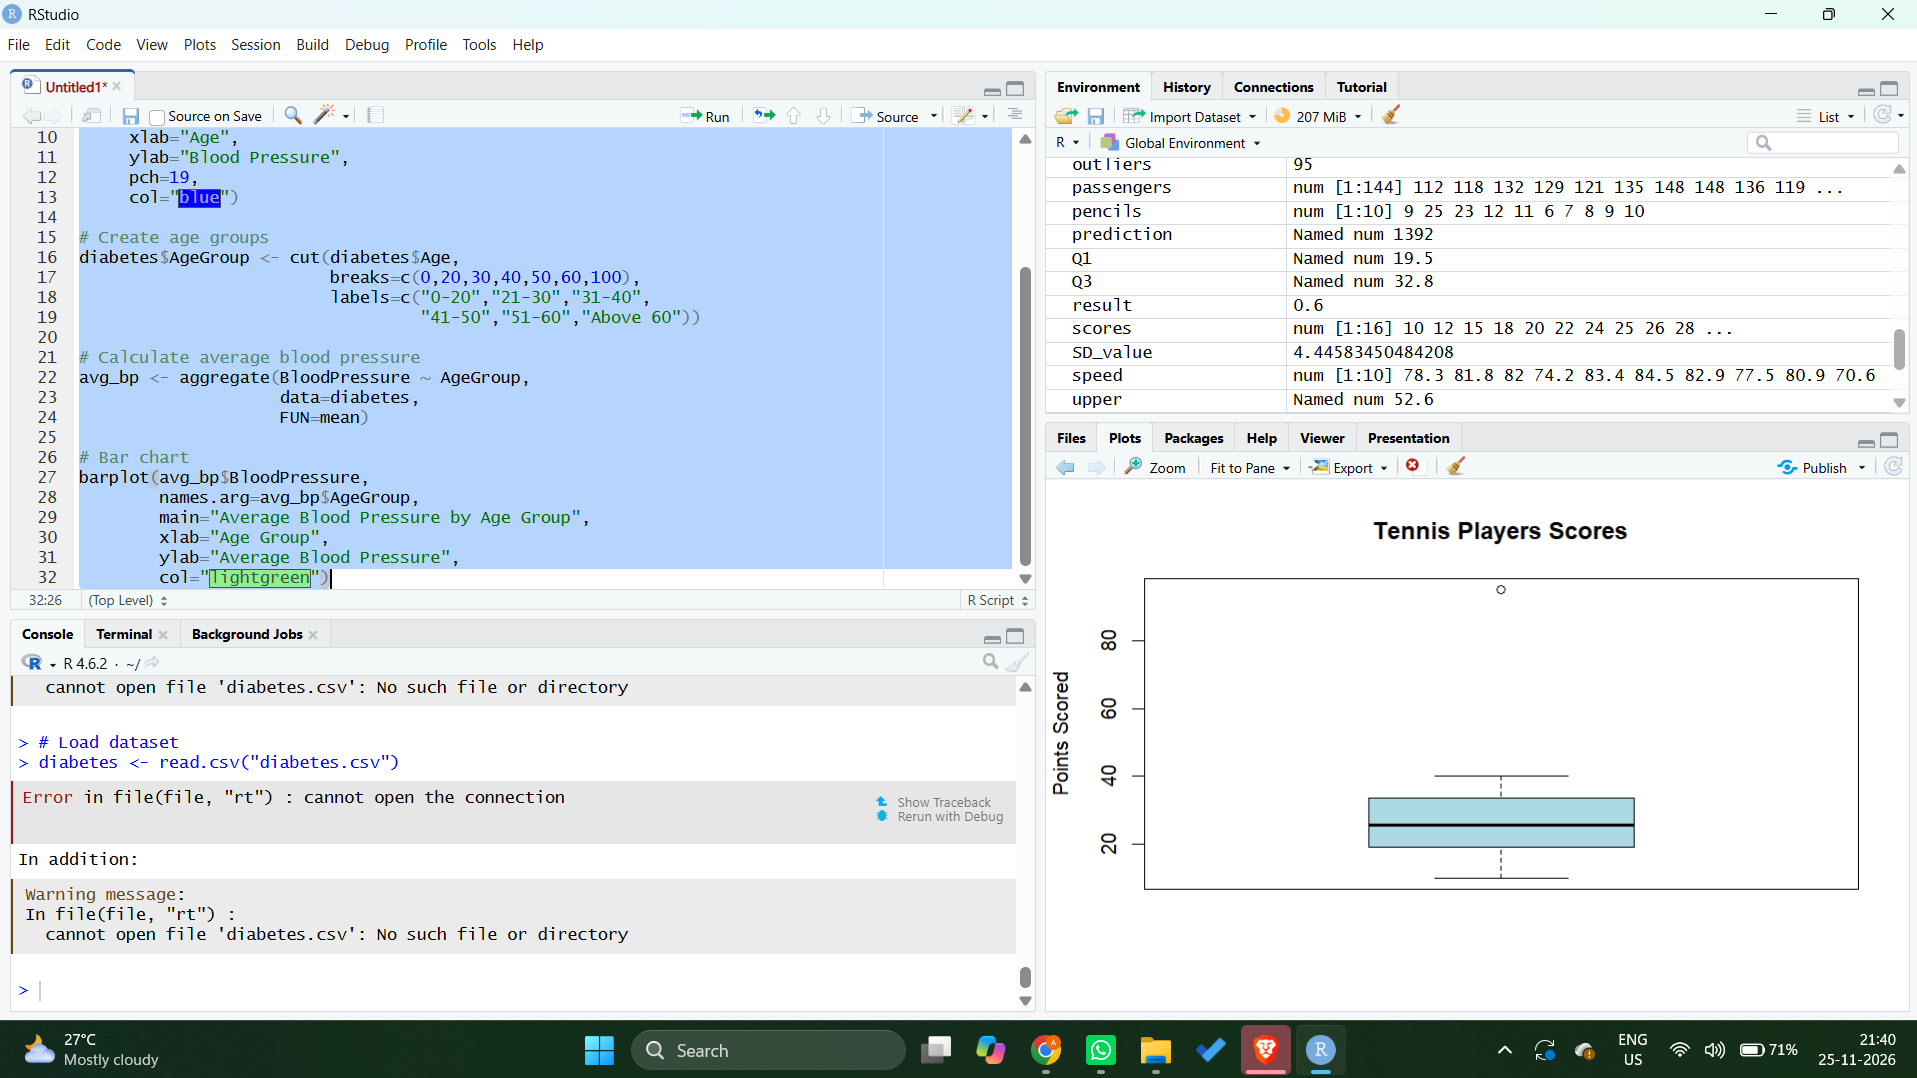 RStudio
File Edit Code View Plots Session Build Debug Profile Tools Help
Untitled1*
Source on Save Run Source
10 xlab="Age",
11 ylab="Blood Pressure",
12 pch=19,
13 col="blue")
14
15 # Create age groups
16 diabetes$AgeGroup <- cut(diabetes$Age,
17 breaks=c(0,20,30,40,50,60,100),
18 labels=c("0-20","21-30","31-40",
19 "41-50","51-60","Above 60"))
20
21 # Calculate average blood pressure
22 avg_bp <- aggregate(BloodPressure ~ AgeGroup,
23 data=diabetes,
24 FUN=mean)
25
26 # Bar chart
27 barplot(avg_bp$BloodPressure,
28 names.arg=avg_bp$AgeGroup,
29 main="Average Blood Pressure by Age Group",
30 xlab="Age Group",
31 ylab="Average Blood Pressure",
32 col="lightgreen")
32:26 (Top Level) R Script
Console Terminal Background Jobs
R R 4.6.2 · ~/
cannot open file 'diabetes.csv': No such file or directory
> # Load dataset
> diabetes <- read.csv("diabetes.csv")
Error in file(file, "rt") : cannot open the connection
Show Traceback
Rerun with Debug
In addition:
Warning message:
In file(file, "rt") :
cannot open file 'diabetes.csv': No such file or directory
>
Environment History Connections Tutorial
Import Dataset 207 MiB List
R Global Environment
outliers 95
passengers num [1:144] 112 118 132 129 121 135 148 148 136 119 ...
pencils num [1:10] 9 25 23 12 11 6 7 8 9 10
prediction Named num 1392
Q1 Named num 19.5
Q3 Named num 32.8
result 0.6
scores num [1:16] 10 12 15 18 20 22 24 25 26 28 ...
SD_value 4.44583450484208
speed num [1:10] 78.3 81.8 82 74.2 83.4 84.5 82.9 77.5 80.9 70.6
upper Named num 52.6
Files Plots Packages Help Viewer Presentation
Zoom Fit to Pane Export Publish
Tennis Players Scores
Points Scored
80
60
40
20
27°C
Mostly cloudy
Search
R
ENG
US
71%
21:40
25-11-2026